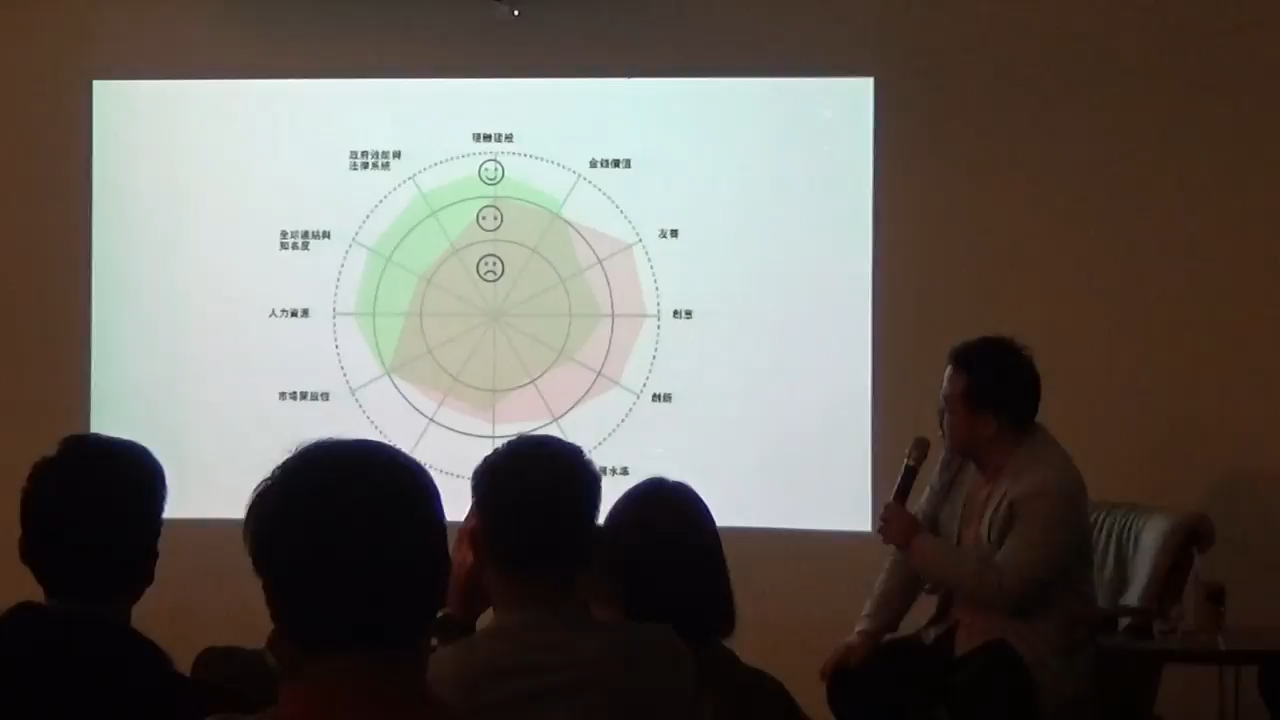 硬體建設
政府效能與
法律系統
金錢價值
全球連結與
知名度
友善
人力資源
創意
市場開放性
創新
水準